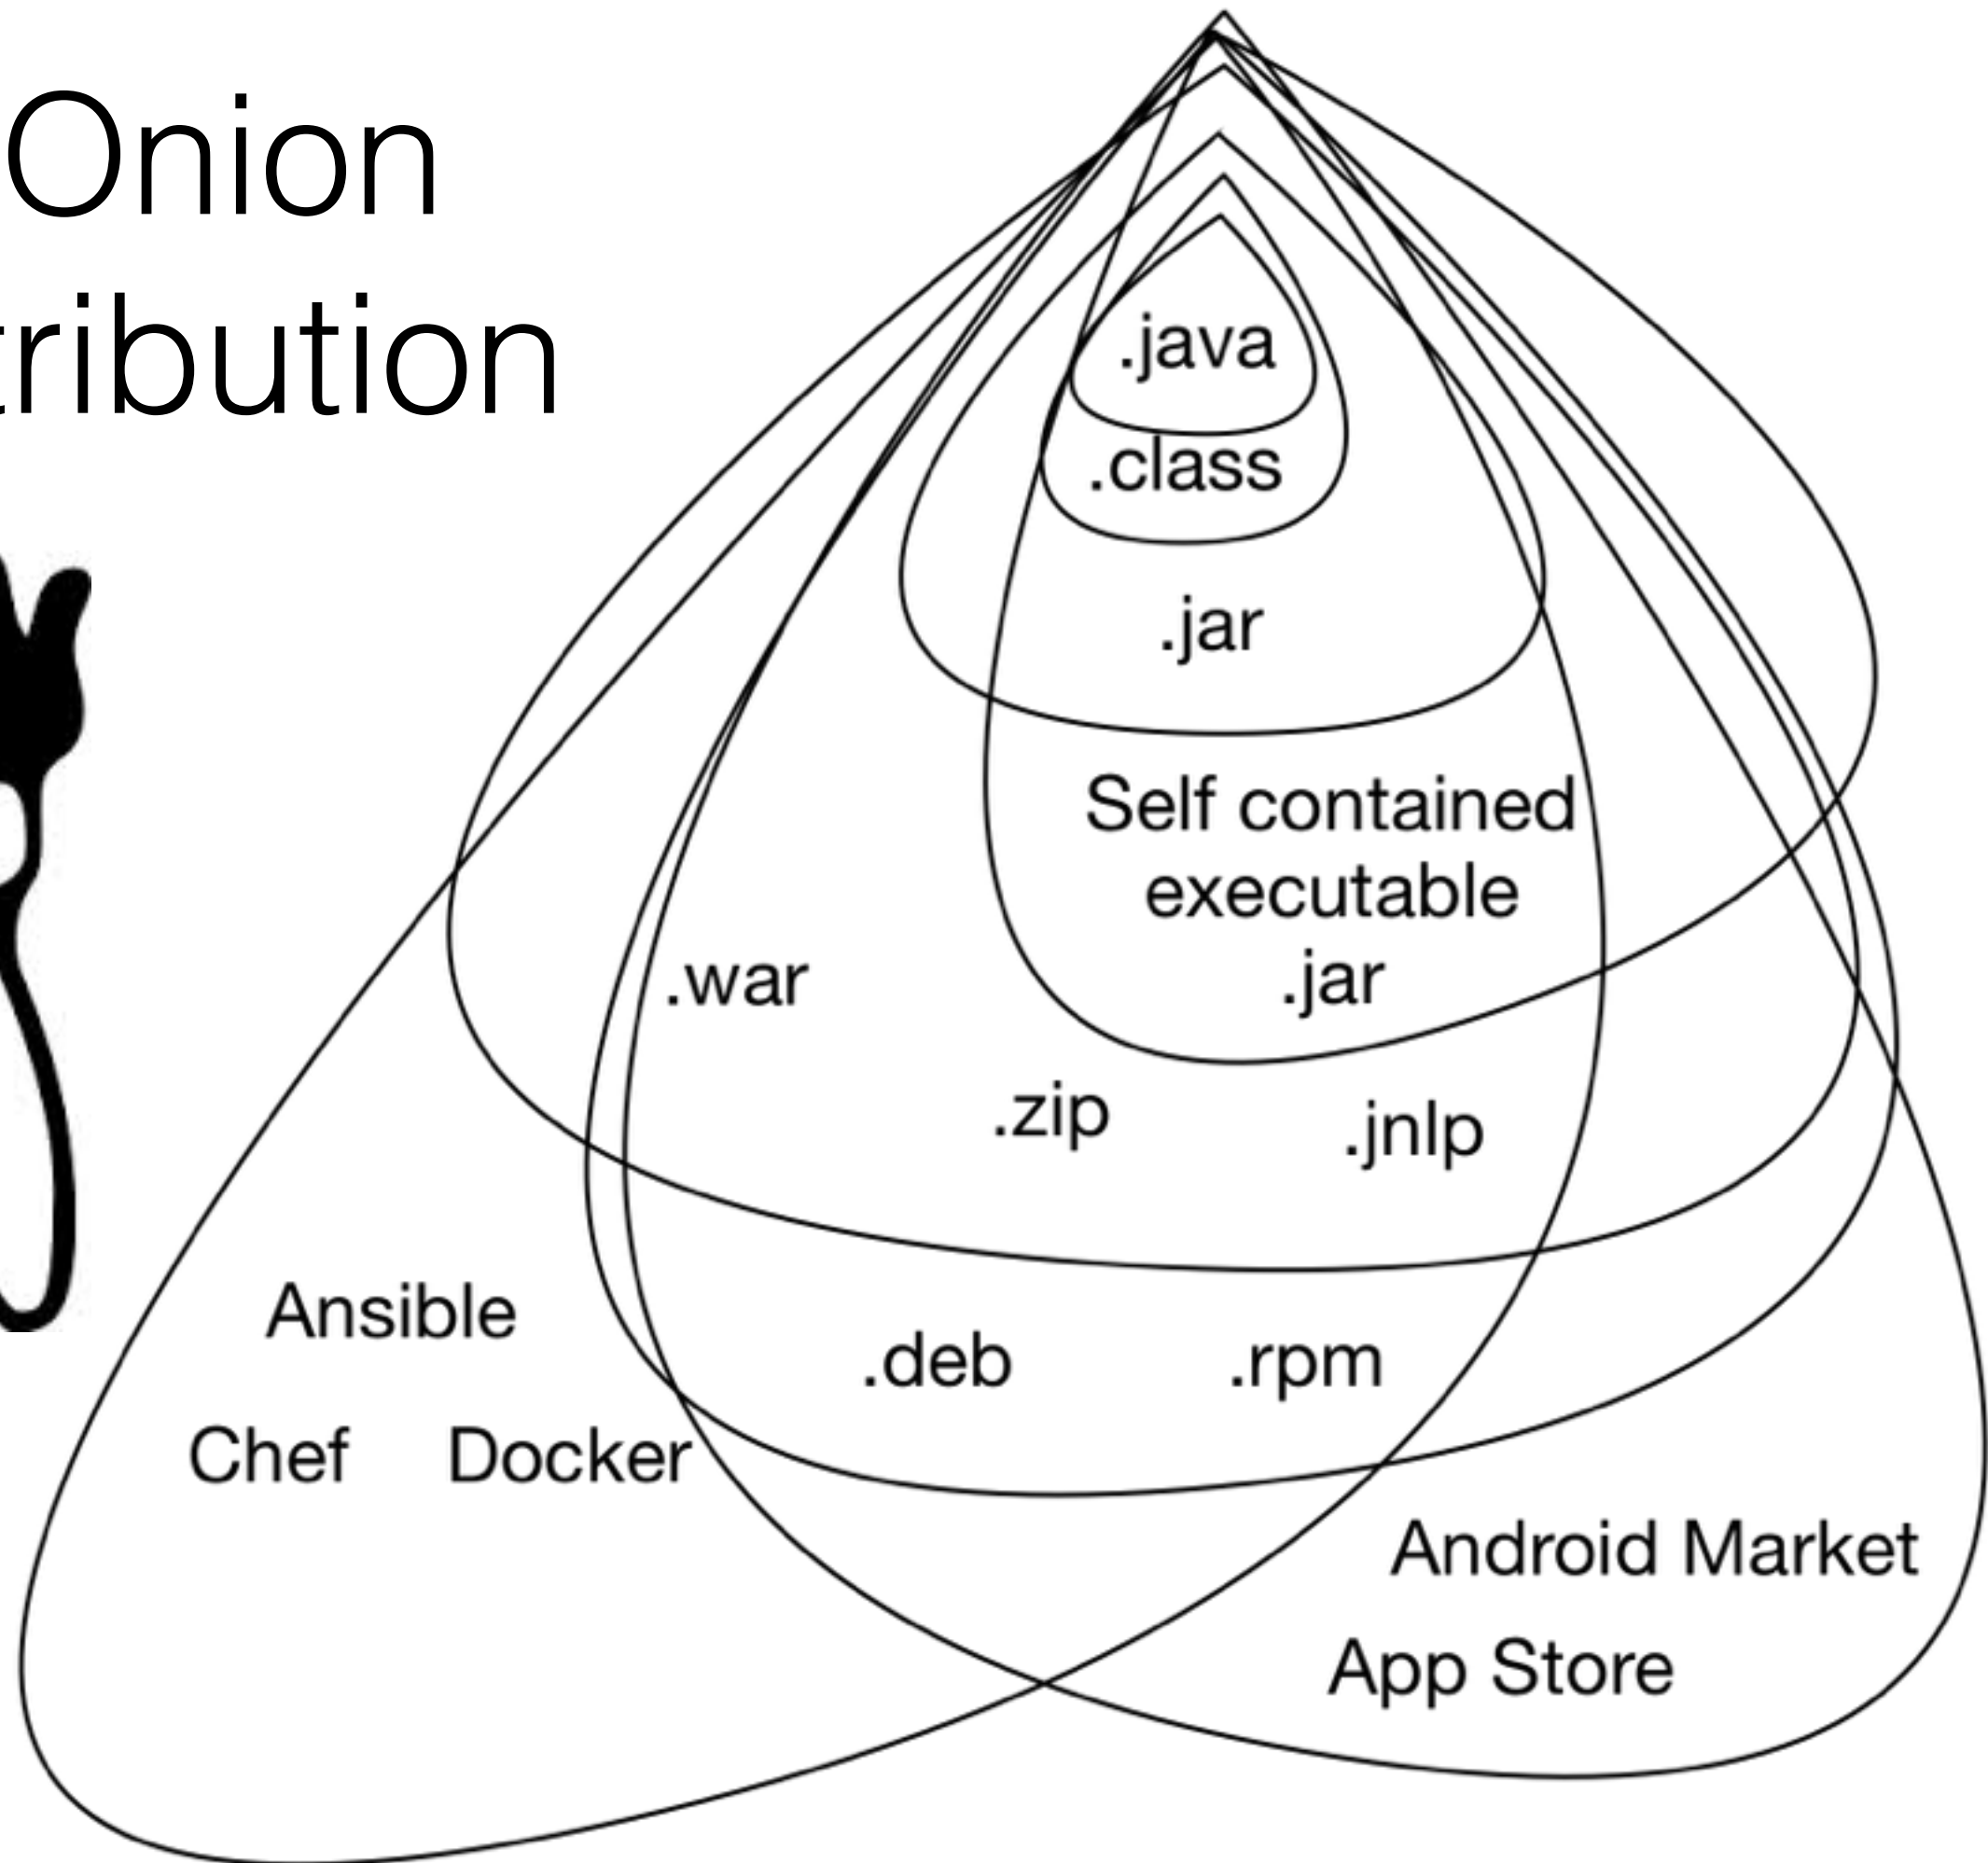 Onion
tribution
.java
.class
.jar
Self contained
executable
.jar
.war
.zip
.jnlp
Ansible
.deb
.rpm
Chef
Docker
Android Market
App Store